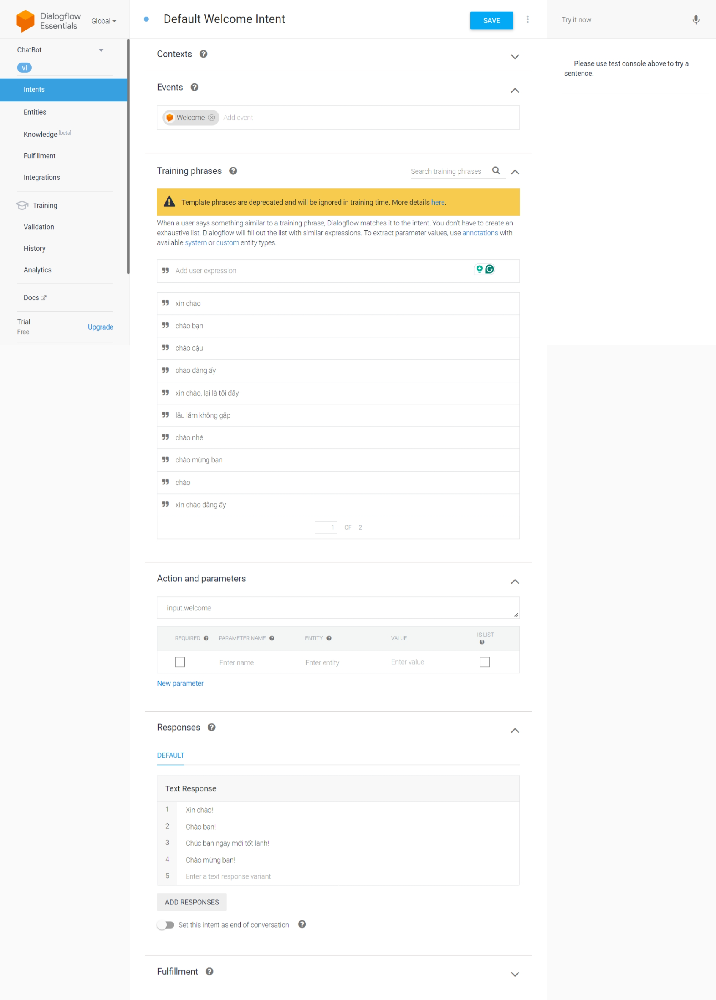 Dialogflow
Essentials
Global
Default Welcome Intent
SAVE
Try it now
ChatBot
vi
Intents
Entities
Knowledge [beta]
Fulfillment
Integrations
Training
Validation
History
Analytics
Docs
Trial
Free
Upgrade
Contexts
Events
Welcome
Add event
Training phrases
Search training phrases
Template phrases are deprecated and will be ignored in training time. More details here.
When a user says something similar to a training phrase, Dialogflow matches it to the intent. You don't have to create an
exhaustive list. Dialogflow will fill out the list with similar expressions. To extract parameter values, use annotations with
available system or custom entity types.
Add user expression
xin chào
chào bạn
chào cậu
chào đằng ấy
xin chào, lại là tôi đây
lâu lắm không gặp
chào nhé
chào mừng bạn
chào
xin chào đằng ấy
1 OF 2
Action and parameters
input.welcome
REQUIRED PARAMETER NAME ENTITY VALUE IS LIST
Enter name Enter entity Enter value
New parameter
Responses
DEFAULT
Text Response
1 Xin chào!
2 Chào bạn!
3 Chúc bạn ngày mới tốt lành!
4 Chào mừng bạn!
5 Enter a text response variant
ADD RESPONSES
Set this intent as end of conversation
Fulfillment
Please use test console above to try a
sentence.